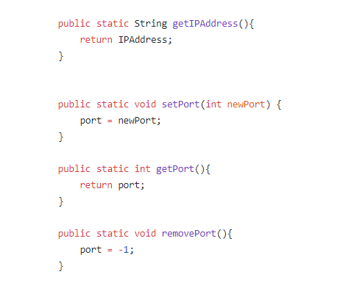 public static String getIPAddress(){
    return IPAddress;
}
public static void setPort(int newPort) {
    port = newPort;
}
public static int getPort(){
    return port;
}
public static void removePort(){
    port = -1;
}